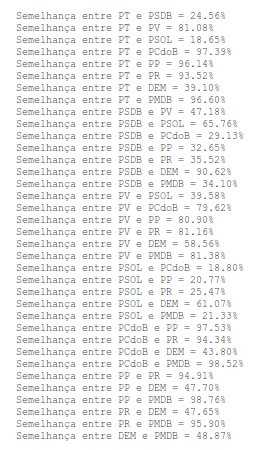 Semelhança entre PT e PSDB = 24.56%
Semelhança entre PT e PV = 81.08%
Semelhança entre PT e PSOL = 18.65%
Semelhança entre PT e PCdoB = 97.39%
Semelhança entre PT e PP = 96.14%
Semelhança entre PT e PR = 93.52%
Semelhança entre PT e DEM = 39.10%
Semelhança entre PT e PMDB = 96.60%
Semelhança entre PSDB e PV = 47.18%
Semelhança entre PSDB e PSOL = 65.76%
Semelhança entre PSDB e PCdoB = 29.13%
Semelhança entre PSDB e PP = 32.65%
Semelhança entre PSDB e PR = 35.52%
Semelhança entre PSDB e DEM = 90.62%
Semelhança entre PSDB e PMDB = 34.10%
Semelhança entre PV e PSOL = 39.58%
Semelhança entre PV e PCdoB = 79.62%
Semelhança entre PV e PP = 80.90%
Semelhança entre PV e PR = 81.16%
Semelhança entre PV e DEM = 58.56%
Semelhança entre PV e PMDB = 81.38%
Semelhança entre PSOL e PCdoB = 18.80%
Semelhança entre PSOL e PP = 20.77%
Semelhança entre PSOL e PR = 25.47%
Semelhança entre PSOL e DEM = 61.07%
Semelhança entre PSOL e PMDB = 21.33%
Semelhança entre PCdoB e PP = 97.53%
Semelhança entre PCdoB e PR = 94.34%
Semelhança entre PCdoB e DEM = 43.80%
Semelhança entre PCdoB e PMDB = 98.52%
Semelhança entre PP e PR = 94.91%
Semelhança entre PP e DEM = 47.70%
Semelhança entre PP e PMDB = 98.76%
Semelhança entre PR e DEM = 47.65%
Semelhança entre PR e PMDB = 95.90%
Semelhança entre DEM e PMDB = 48.87%